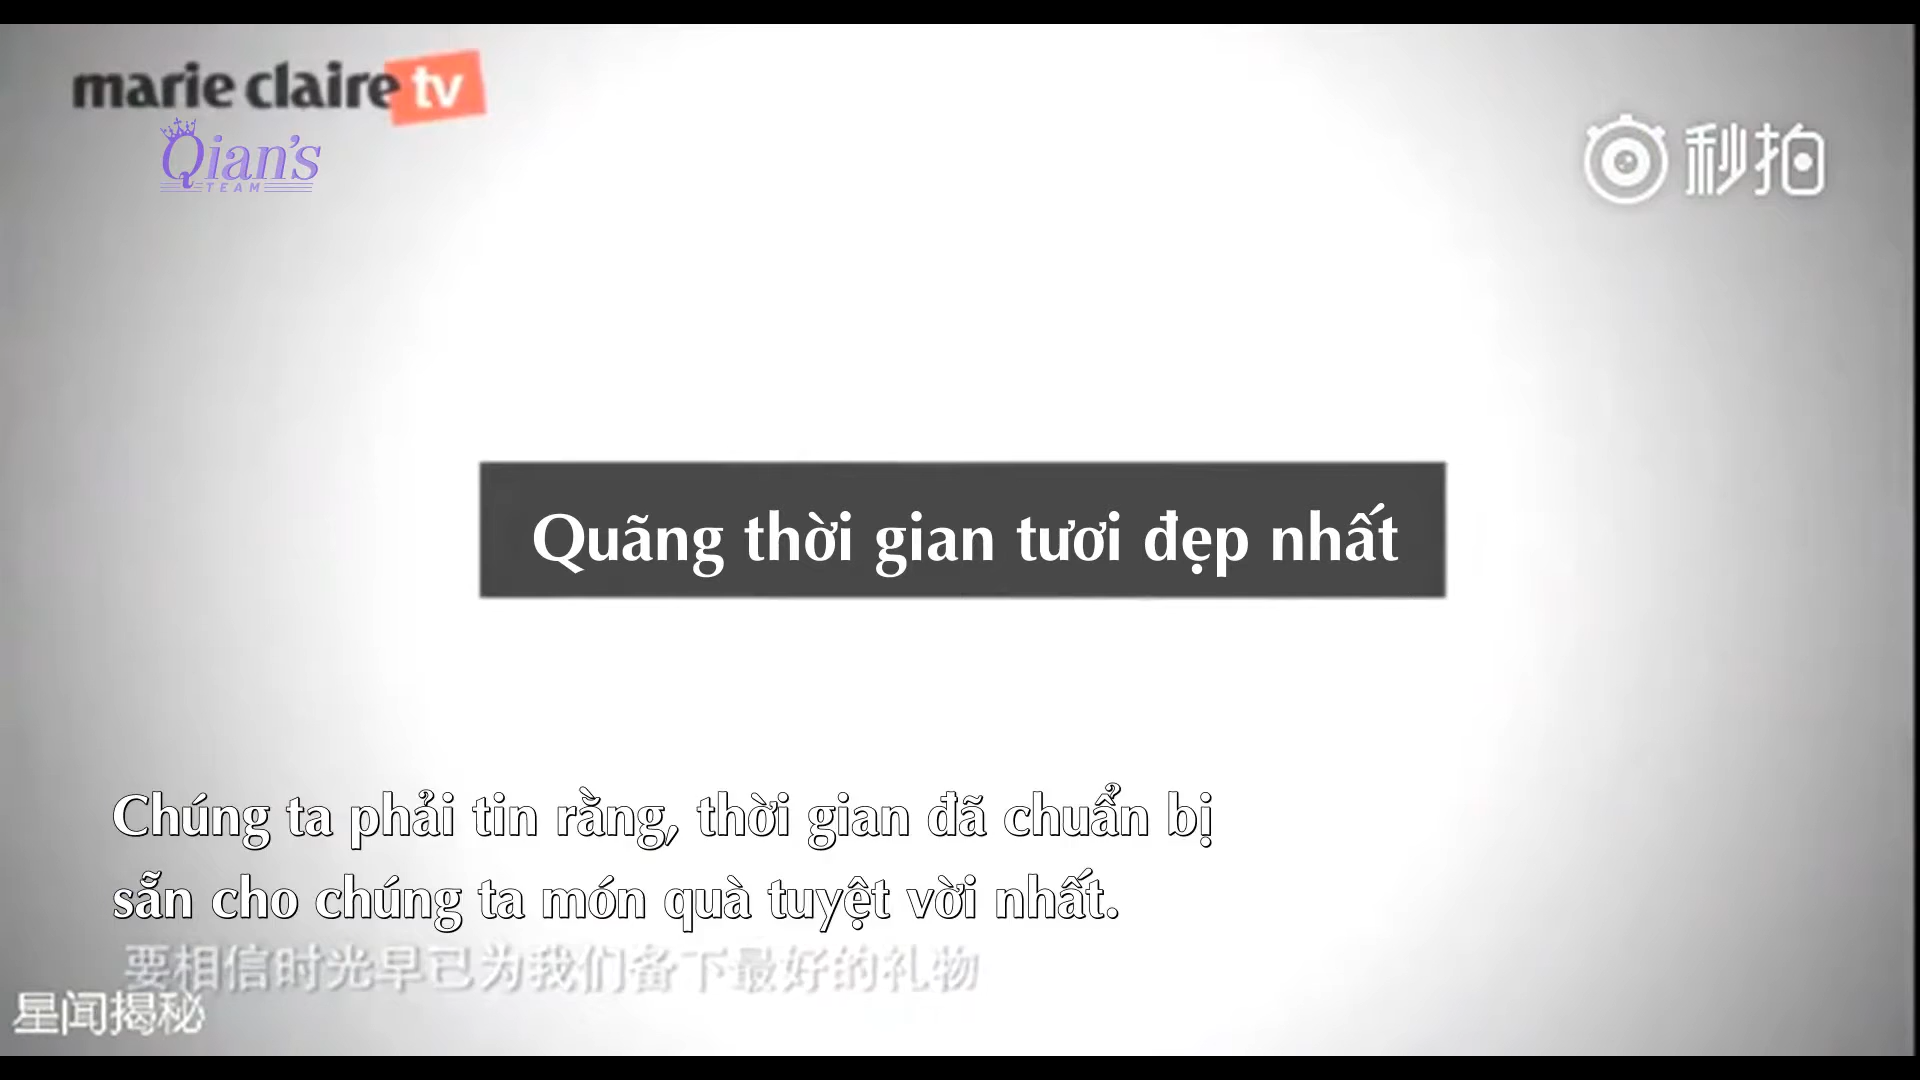 marie claire tv
Qian's
TEAM
秒拍
Quãng thời gian tươi đẹp nhất
Chúng ta phải tin rằng, thời gian đã chuẩn bị
sẵn cho chúng ta món quà tuyệt vời nhất.
要相信时光早已为我们备下最好的礼物
星闻揭秘